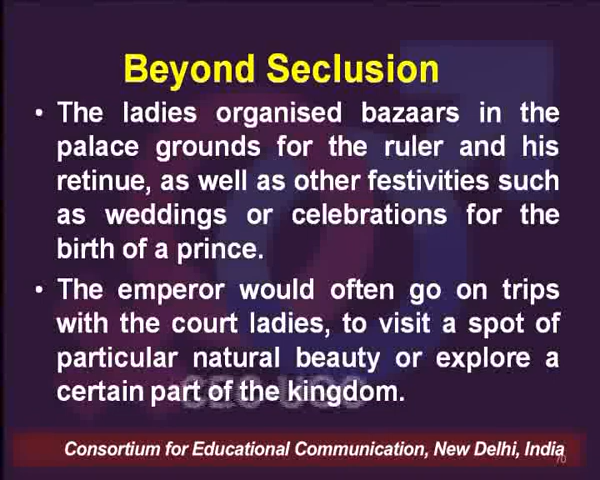 Beyond Seclusion
• The ladies organised bazaars in the
palace grounds for the ruler and his
retinue, as well as other festivities such
as weddings or celebrations for the
birth of a prince.
• The emperor would often go on trips
with the court ladies, to visit a spot of
particular natural beauty or explore a
certain part of the kingdom.
CEC-UGC
Consortium for Educational Communication, New Delhi, India
70